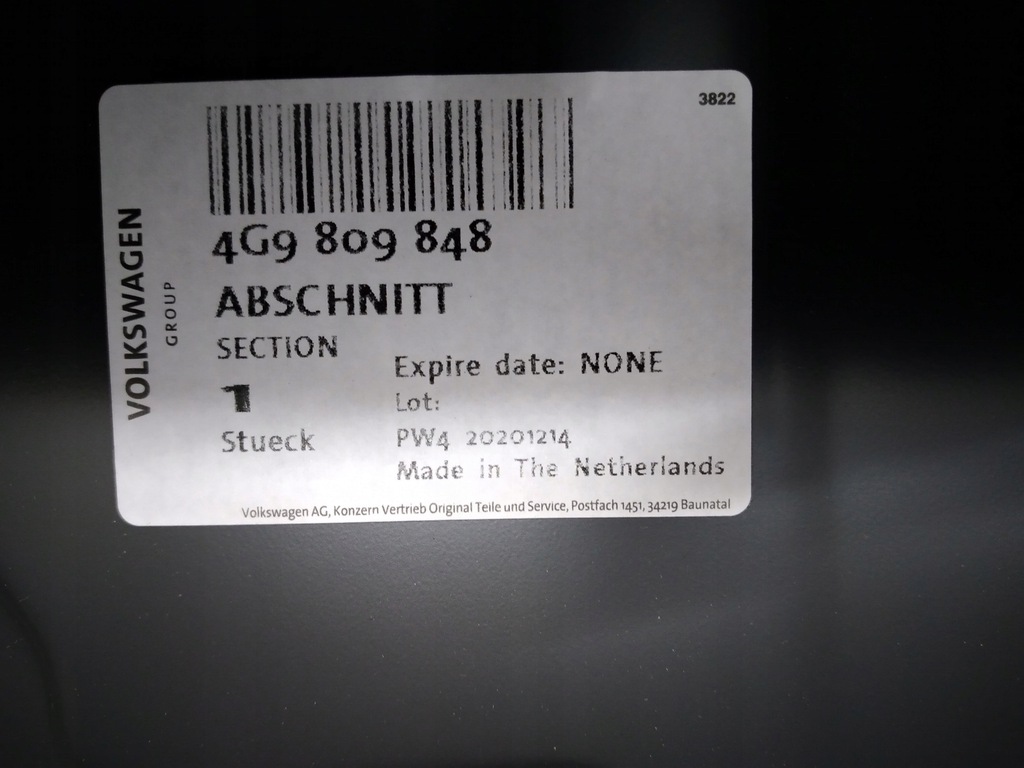 3822
VOLKSWAGEN
GROUP
4G9 809 848
ABSCHNITT
SECTION
1
Stueck
Expire date: NONE
Lot:
PW4 20201214
Made in The Netherlands
Volkswagen AG, Konzern Vertrieb Original Teile und Service, Postfach 1451, 34219 Baunatal